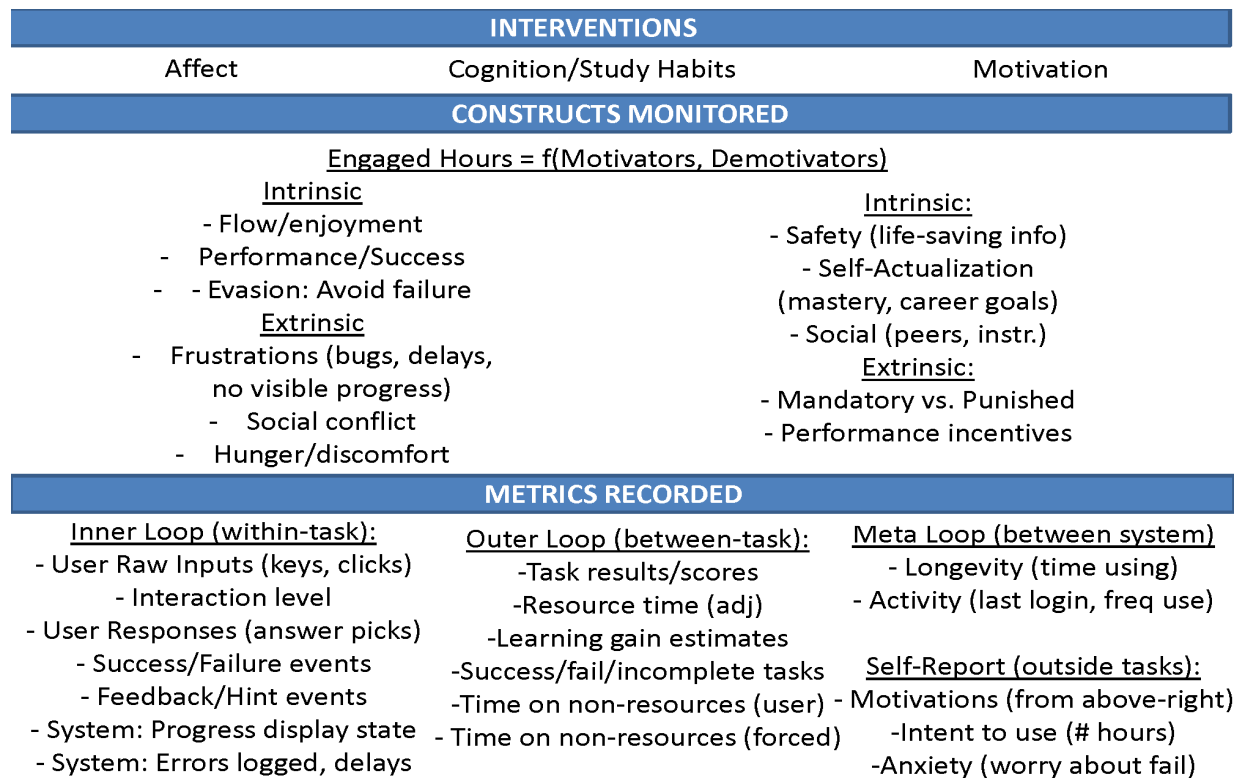 INTERVENTIONS
Affect Cognition/Study Habits Motivation
CONSTRUCTS MONITORED
Engaged Hours = f(Motivators, Demotivators)
Intrinsic
- Flow/enjoyment
- Performance/Success
- - Evasion: Avoid failure
Extrinsic
- Frustrations (bugs, delays,
no visible progress)
- Social conflict
- Hunger/discomfort
Intrinsic:
- Safety (life-saving info)
- Self-Actualization
(mastery, career goals)
- Social (peers, instr.)
Extrinsic:
- Mandatory vs. Punished
- Performance incentives
METRICS RECORDED
Inner Loop (within-task):
- User Raw Inputs (keys, clicks)
- Interaction level
- User Responses (answer picks)
- Success/Failure events
- Feedback/Hint events
- System: Progress display state
- System: Errors logged, delays
Outer Loop (between-task):
-Task results/scores
-Resource time (adj)
-Learning gain estimates
-Success/fail/incomplete tasks
-Time on non-resources (user)
- Time on non-resources (forced)
Meta Loop (between system)
- Longevity (time using)
- Activity (last login, freq use)
Self-Report (outside tasks):
- Motivations (from above-right)
-Intent to use (# hours)
-Anxiety (worry about fail)